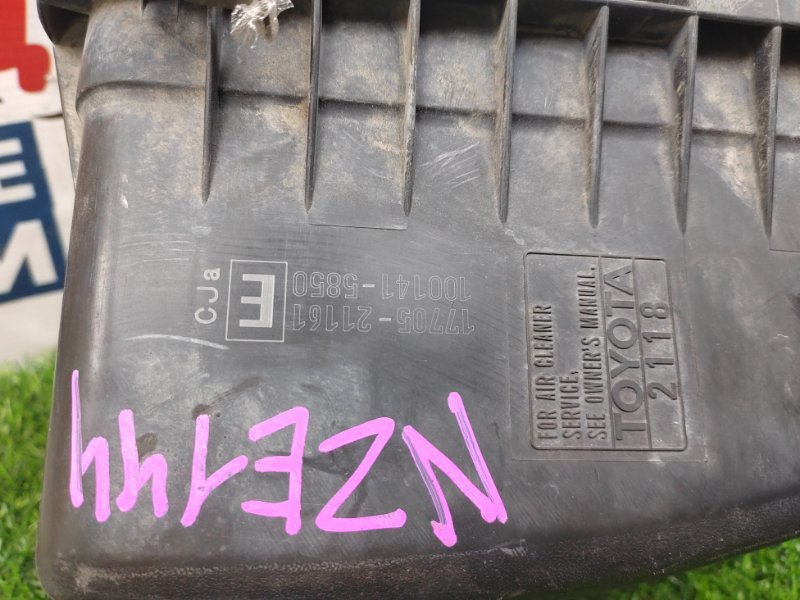 17705-21161
100141-5850
E
CJa
FOR AIR CLEANER
SERVICE,
SEE OWNER'S MANUAL.
TOYOTA
2118
NZE144
E
M